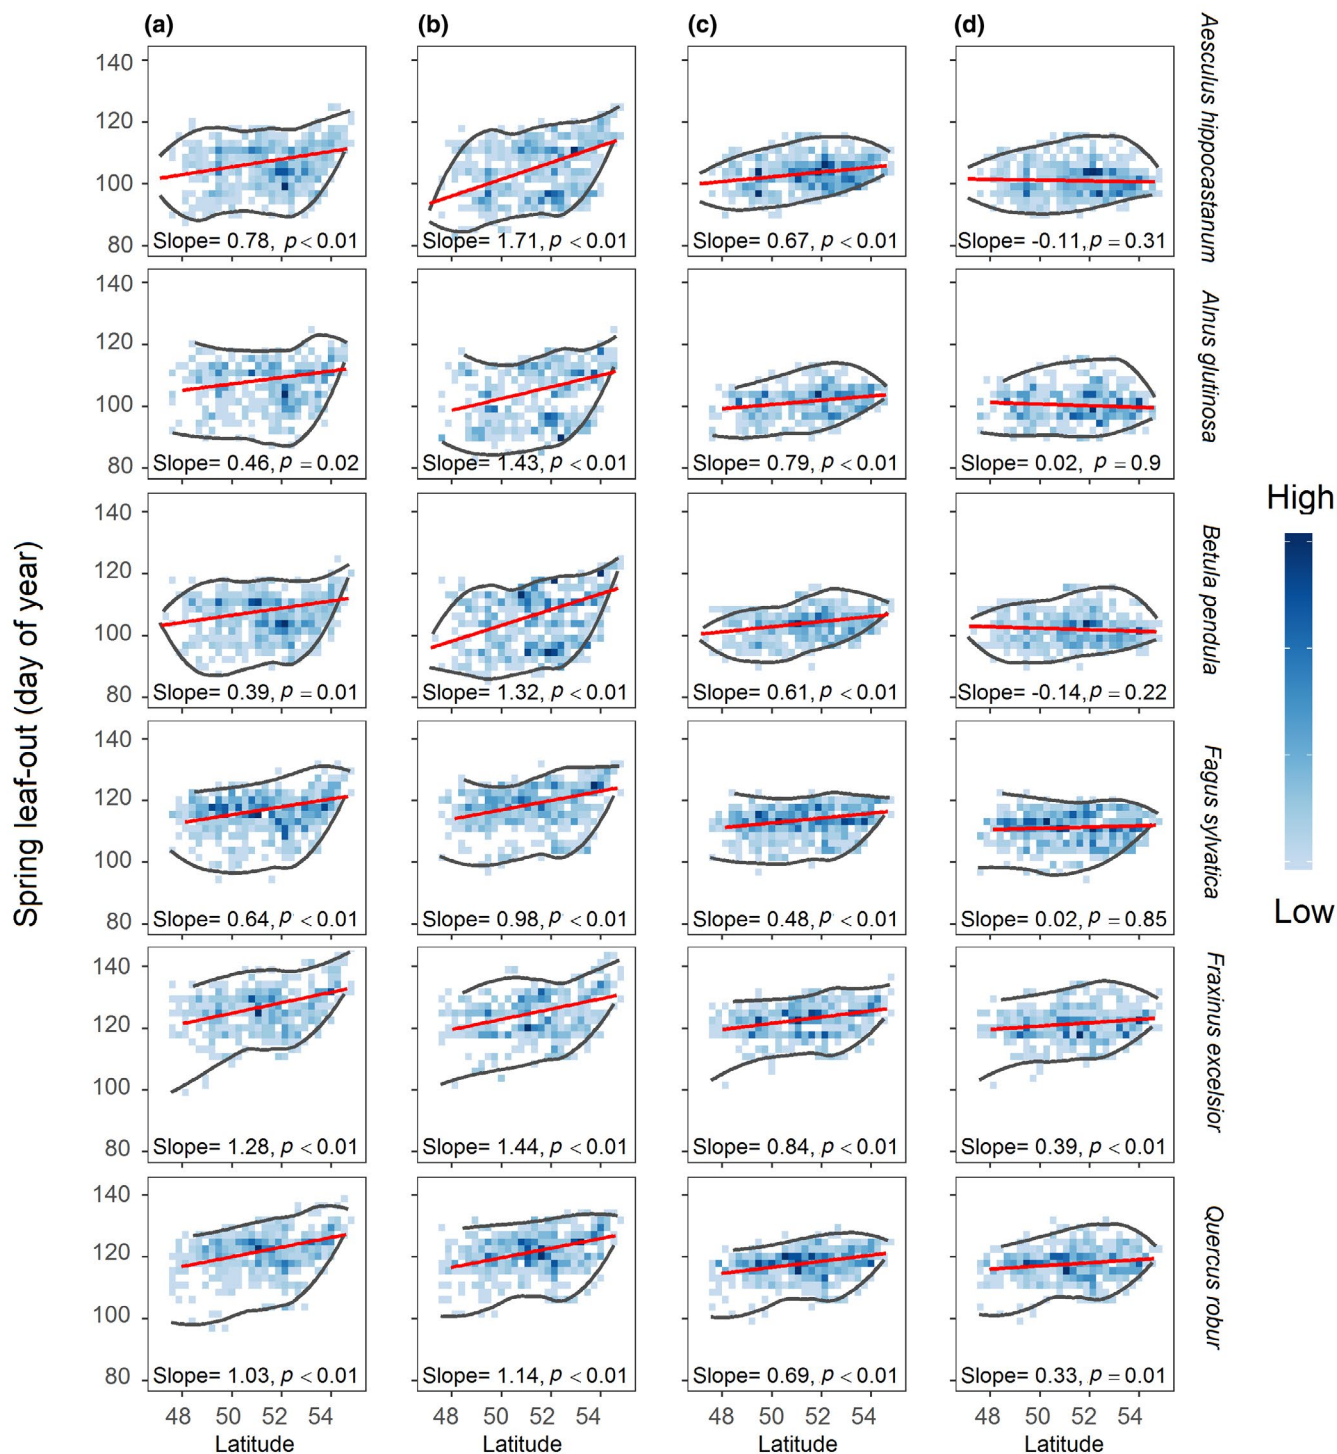 (a) (b) (c) (d)
140
120
100
80
Slope= 0.78, p < 0.01
Slope= 1.71, p < 0.01
Slope= 0.67, p < 0.01
Slope= -0.11, p = 0.31
Aesculus hippocastanum
140
120
100
80
Slope= 0.46, p = 0.02
Slope= 1.43, p < 0.01
Slope= 0.79, p < 0.01
Slope= 0.02, p = 0.9
Alnus glutinosa
140
120
100
80
Slope= 0.39, p = 0.01
Slope= 1.32, p < 0.01
Slope= 0.61, p < 0.01
Slope= -0.14, p = 0.22
Betula pendula
140
120
100
80
Slope= 0.64, p < 0.01
Slope= 0.98, p < 0.01
Slope= 0.48, p < 0.01
Slope= 0.02, p = 0.85
Fagus sylvatica
140
120
100
80
Slope= 1.28, p < 0.01
Slope= 1.44, p < 0.01
Slope= 0.84, p < 0.01
Slope= 0.39, p < 0.01
Fraxinus excelsior
140
120
100
80
Slope= 1.03, p < 0.01
Slope= 1.14, p < 0.01
Slope= 0.69, p < 0.01
Slope= 0.33, p = 0.01
Quercus robur
48 50 52 54
48 50 52 54
48 50 52 54
48 50 52 54
Latitude
Latitude
Latitude
Latitude
Spring leaf-out (day of year)
High
Low